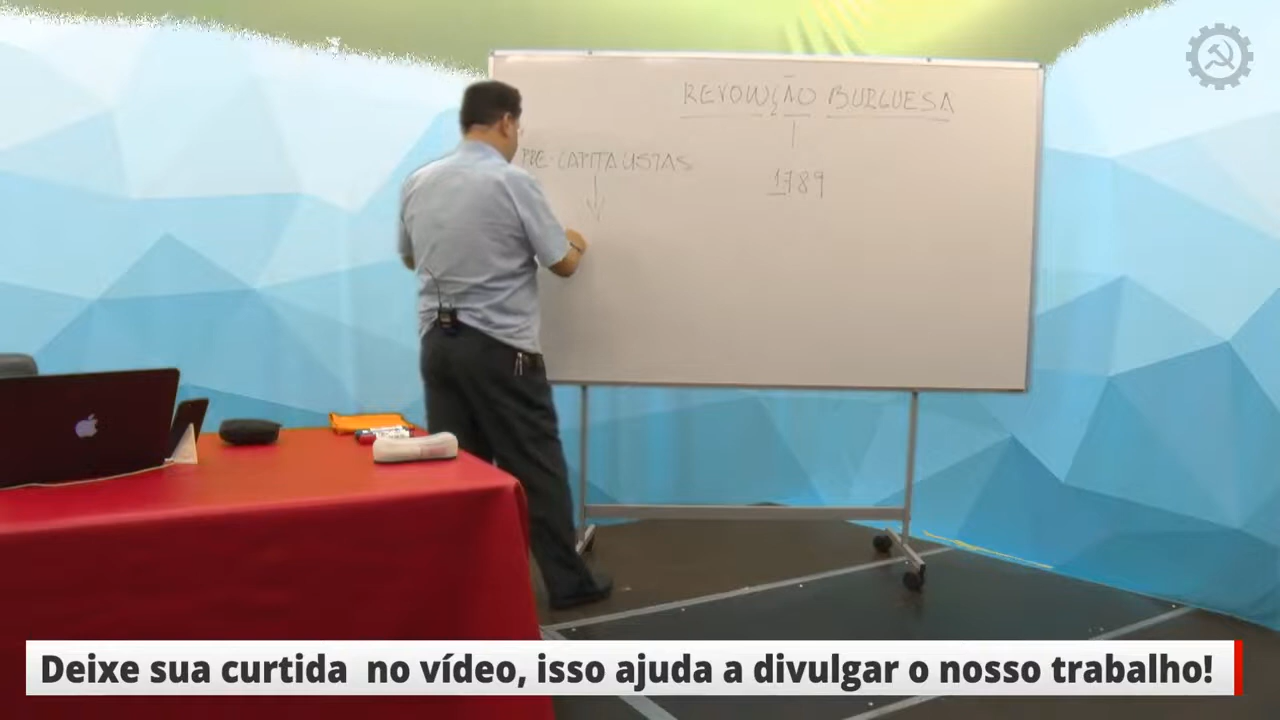 REVOLUÇÃO BURGUESA
PRÉ-CAPITALISTAS
1789
Deixe sua curtida no vídeo, isso ajuda a divulgar o nosso trabalho!